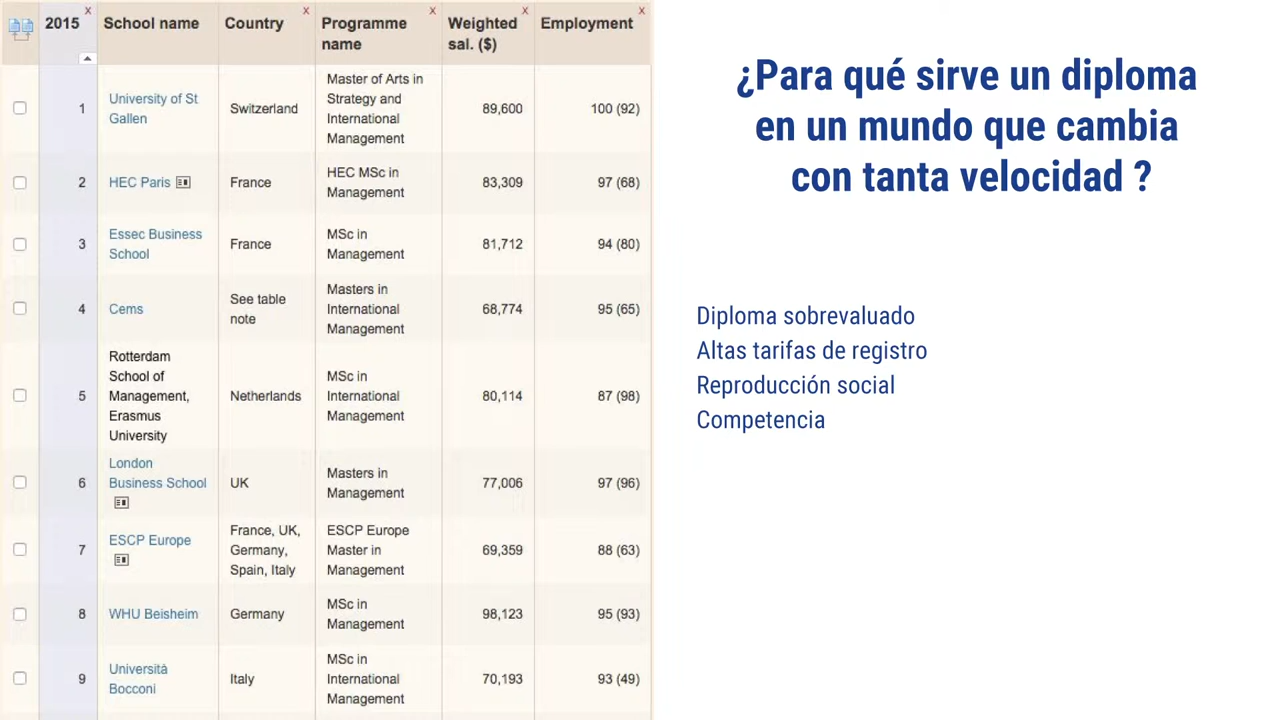 2015 School name Country Programme name Weighted sal. ($) Employment
1 University of St Gallen Switzerland Master of Arts in Strategy and International Management 89,600 100 (92)
2 HEC Paris France HEC MSc in Management 83,309 97 (68)
3 Essec Business School France MSc in Management 81,712 94 (80)
4 Cems See table note Masters in International Management 68,774 95 (65)
5 Rotterdam School of Management, Erasmus University Netherlands MSc in International Management 80,114 87 (98)
6 London Business School UK Masters in Management 77,006 97 (96)
7 ESCP Europe France, UK, Germany, Spain, Italy ESCP Europe Master in Management 69,359 88 (63)
8 WHU Beisheim Germany MSc in Management 98,123 95 (93)
9 Università Bocconi Italy MSc in International Management 70,193 93 (49)
¿Para qué sirve un diploma
en un mundo que cambia
con tanta velocidad ?
Diploma sobrevaluado
Altas tarifas de registro
Reproducción social
Competencia